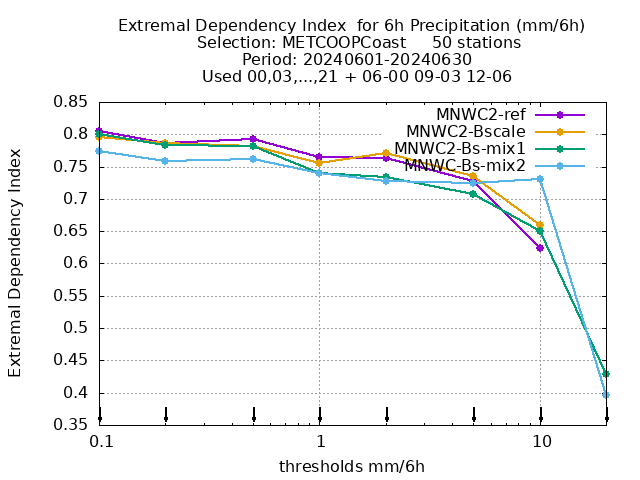 Extremal Dependency Index  for 6h Precipitation (mm/6h)
Selection: METCOOPCoast     50 stations
Period: 20240601-20240630
Used 00,03,...,21 + 06-00 09-03 12-06
MNWC2-ref
MNWC2-Bscale
MNWC2-Bs-mix1
MNWC-Bs-mix2
Extremal Dependency Index
0.85
0.8
0.75
0.7
0.65
0.6
0.55
0.5
0.45
0.4
0.35
0.1 1 10
thresholds mm/6h